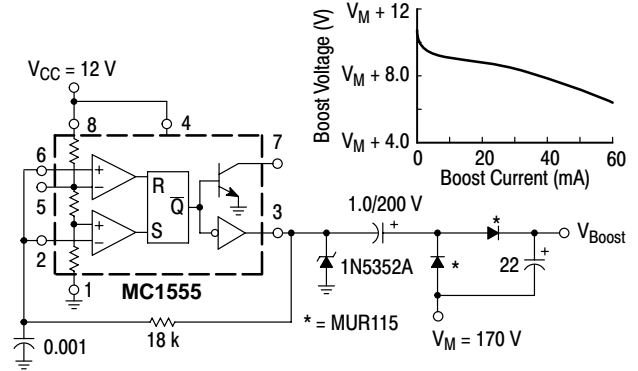 V_M + 12
V_M + 8.0
V_M + 4.0
Boost Voltage (V)
0
20
40
60
Boost Current (mA)
V_CC = 12 V
8
4
7
6
5
2
3
1
+
−
+
−
R
Q̅
S
MC1555
1.0/200 V
+
1N5352A
*
*
22
+
V_Boost
* = MUR115
V_M = 170 V
0.001
18 k